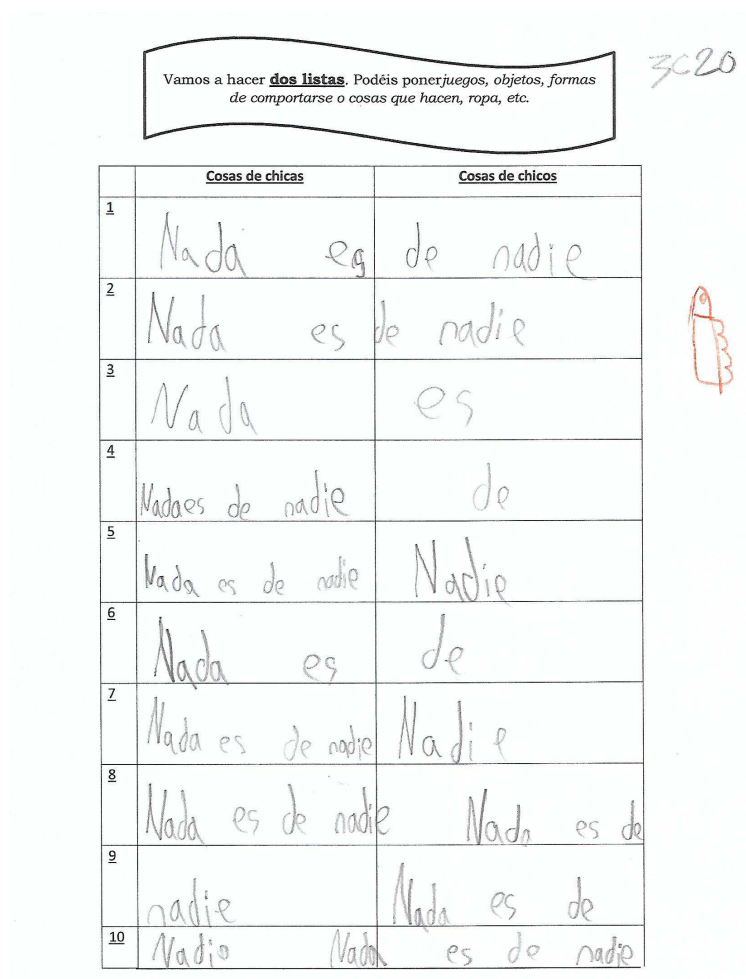 3C20
Vamos a hacer dos listas. Podéis ponerjuegos, objetos, formas
de comportarse o cosas que hacen, ropa, etc.
Cosas de chicas Cosas de chicos
1 Nada es de nadie
2 Nada es de nadie
3 Nada es
4 Nadaes de nadie de
5 Nada es de nadie Nadie
6 Nada es de
7 Nada es de nadie Nadie
8 Nada es de nadie Nada es de
9 nadie Nada es de
10 Nadie Nada es de nadie